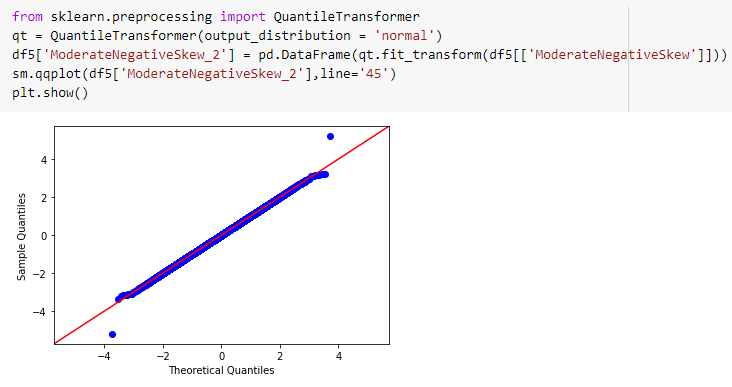 from sklearn.preprocessing import QuantileTransformer
qt = QuantileTransformer(output_distribution = 'normal')
df5['ModerateNegativeSkew_2'] = pd.DataFrame(qt.fit_transform(df5[['ModerateNegativeSkew']]))
sm.qqplot(df5['ModerateNegativeSkew_2'],line='45')
plt.show()
4
2
0
−2
−4
Sample Quantiles
−4 −2 0 2 4
Theoretical Quantiles